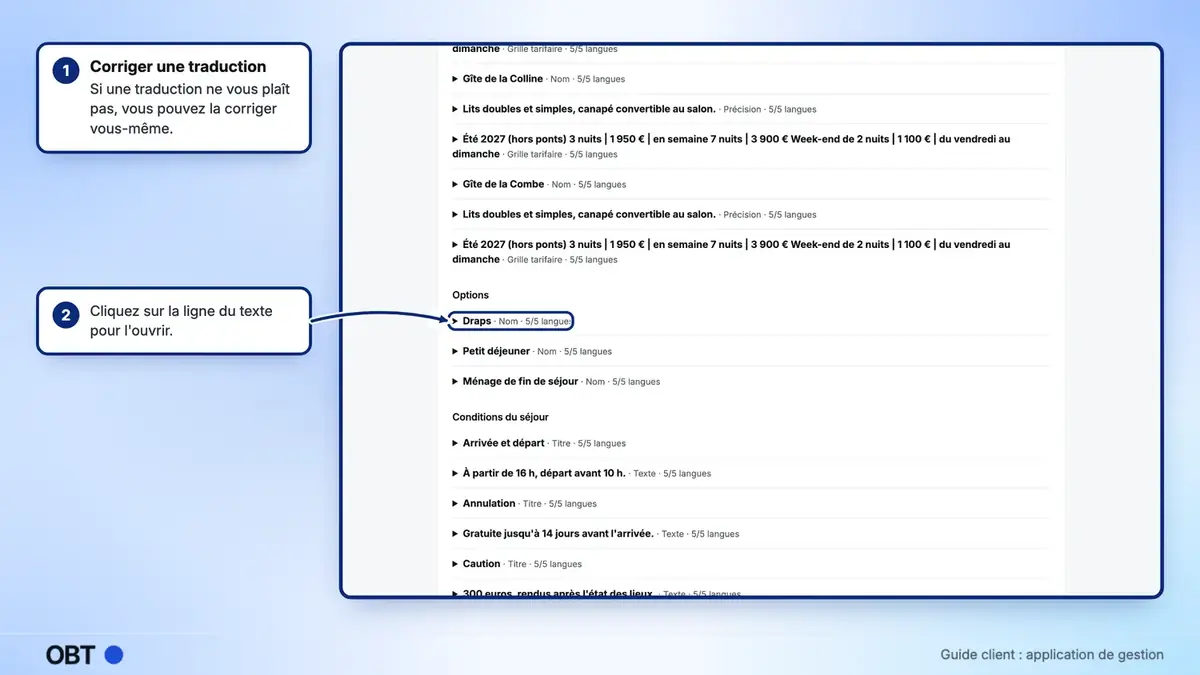 1 Corriger une traduction
Si une traduction ne vous plaît
pas, vous pouvez la corriger
vous-même.
2 Cliquez sur la ligne du texte
pour l'ouvrir.
dimanche · Grille tarifaire · 5/5 langues
▶ Gîte de la Colline · Nom · 5/5 langues
▶ Lits doubles et simples, canapé convertible au salon. · Précision · 5/5 langues
▶ Été 2027 (hors ponts) 3 nuits | 1 950 € | en semaine 7 nuits | 3 900 € Week-end de 2 nuits | 1 100 € | du vendredi au
dimanche · Grille tarifaire · 5/5 langues
▶ Gîte de la Combe · Nom · 5/5 langues
▶ Lits doubles et simples, canapé convertible au salon. · Précision · 5/5 langues
▶ Été 2027 (hors ponts) 3 nuits | 1 950 € | en semaine 7 nuits | 3 900 € Week-end de 2 nuits | 1 100 € | du vendredi au
dimanche · Grille tarifaire · 5/5 langues
Options
▶ Draps · Nom · 5/5 langues
▶ Petit déjeuner · Nom · 5/5 langues
▶ Ménage de fin de séjour · Nom · 5/5 langues
Conditions du séjour
▶ Arrivée et départ · Titre · 5/5 langues
▶ À partir de 16 h, départ avant 10 h. · Texte · 5/5 langues
▶ Annulation · Titre · 5/5 langues
▶ Gratuite jusqu'à 14 jours avant l'arrivée. · Texte · 5/5 langues
▶ Caution · Titre · 5/5 langues
▶ 300 euros, rendus après l'état des lieux. · Texte · 5/5 langues
OBT
Guide client : application de gestion